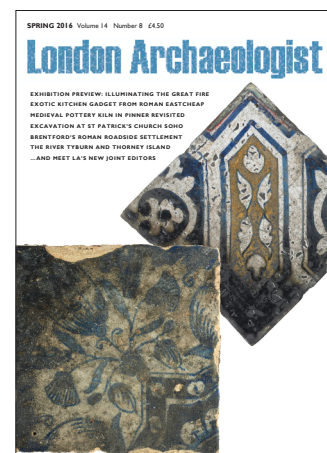 SPRING 2016 Volume 14 Number 8 £4.50
London Archaeologist
EXHIBITION PREVIEW: ILLUMINATING THE GREAT FIRE
EXOTIC KITCHEN GADGET FROM ROMAN EASTCHEAP
MEDIEVAL POTTERY KILN IN PINNER REVISITED
EXCAVATION AT ST PATRICK'S CHURCH SOHO
BRENTFORD'S ROMAN ROADSIDE SETTLEMENT
THE RIVER TYBURN AND THORNEY ISLAND
...AND MEET LA'S NEW JOINT EDITORS